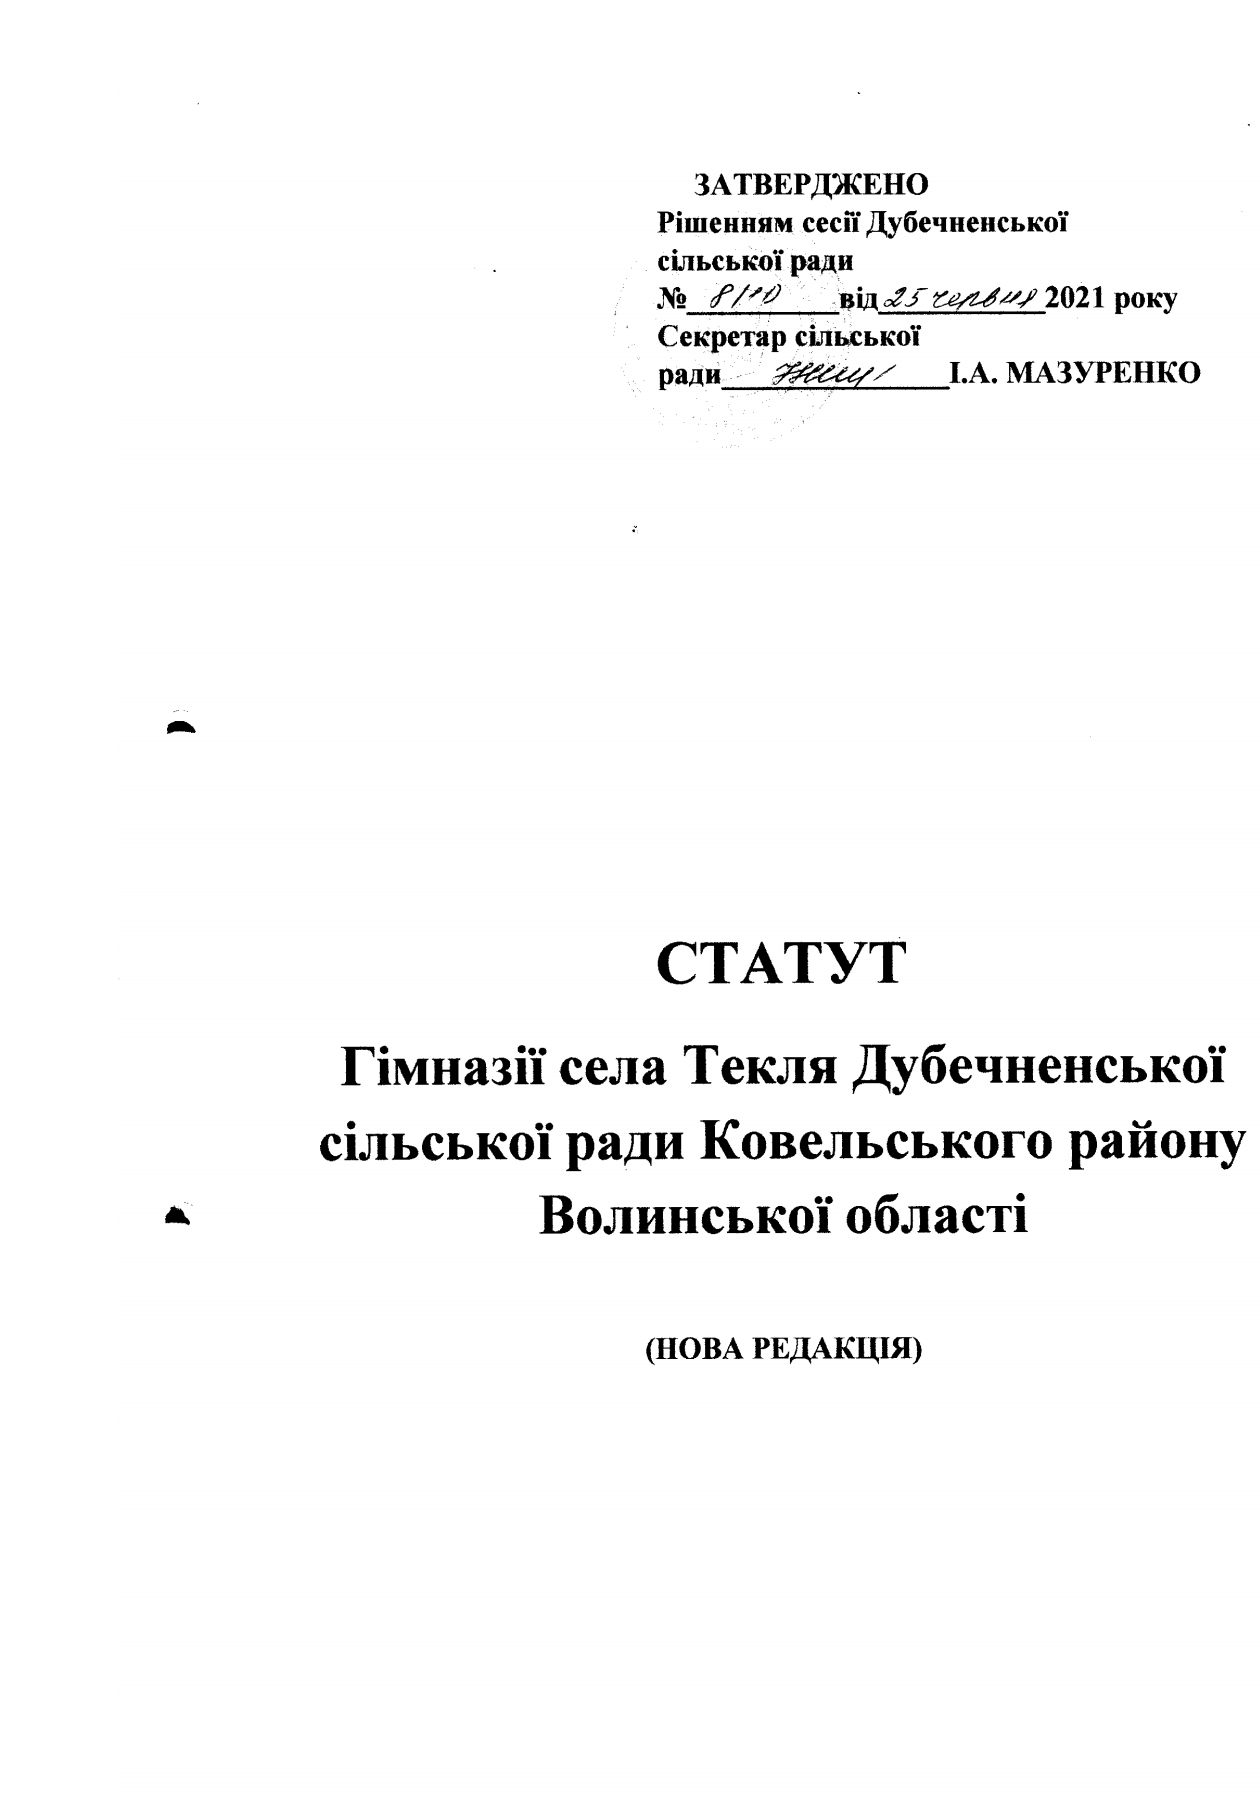 ЗАТВЕРДЖЕНО
Рішенням сесії Дубечненської
сільської ради
№ 8/10 від 25 червня 2021 року
Секретар сільської
ради І.А. МАЗУРЕНКО
СТАТУТ
Гімназії села Текля Дубечненської
сільської ради Ковельського району
Волинської області
(НОВА РЕДАКЦІЯ)